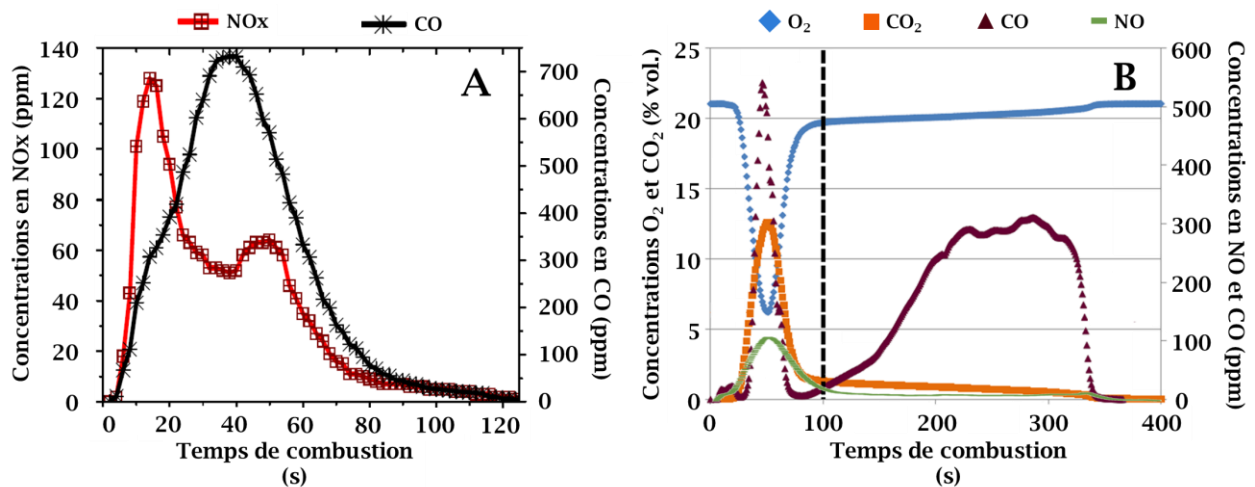 NOx CO
A
Concentrations en NOx (ppm)
140
120
100
80
60
40
20
0
Concentrations en CO (ppm)
700
600
500
400
300
200
100
0
0 20 40 60 80 100 120
Temps de combustion
(s)
O₂ CO₂ CO NO
B
Concentrations O₂ et CO₂ (% vol.)
25
20
15
10
5
0
Concentrations en NO et CO (ppm)
600
500
400
300
200
100
0
0 100 200 300 400
Temps de combustion
(s)